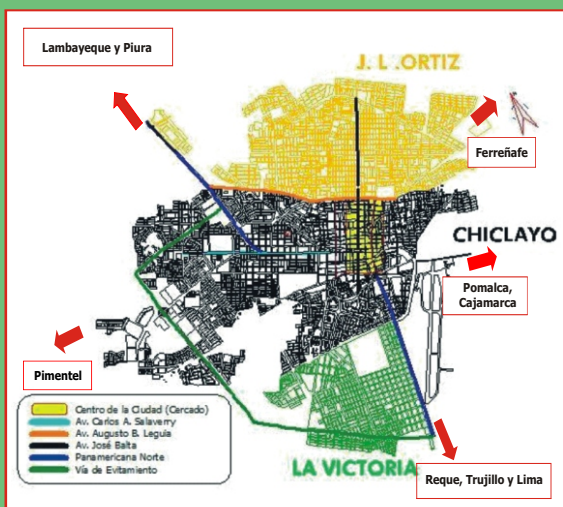 Lambayeque y Piura
J. L .ORTIZ
Ferreñafe
CHICLAYO
Pomalca,
Cajamarca
Pimentel
Centro de la Ciudad (Cercado)
Av. Carlos A. Salaverry
Av. Augusto B. Leguia
Av. José Balta
Panamericana Norte
Vía de Evitamiento
LA VICTORIA
Reque, Trujillo y Lima